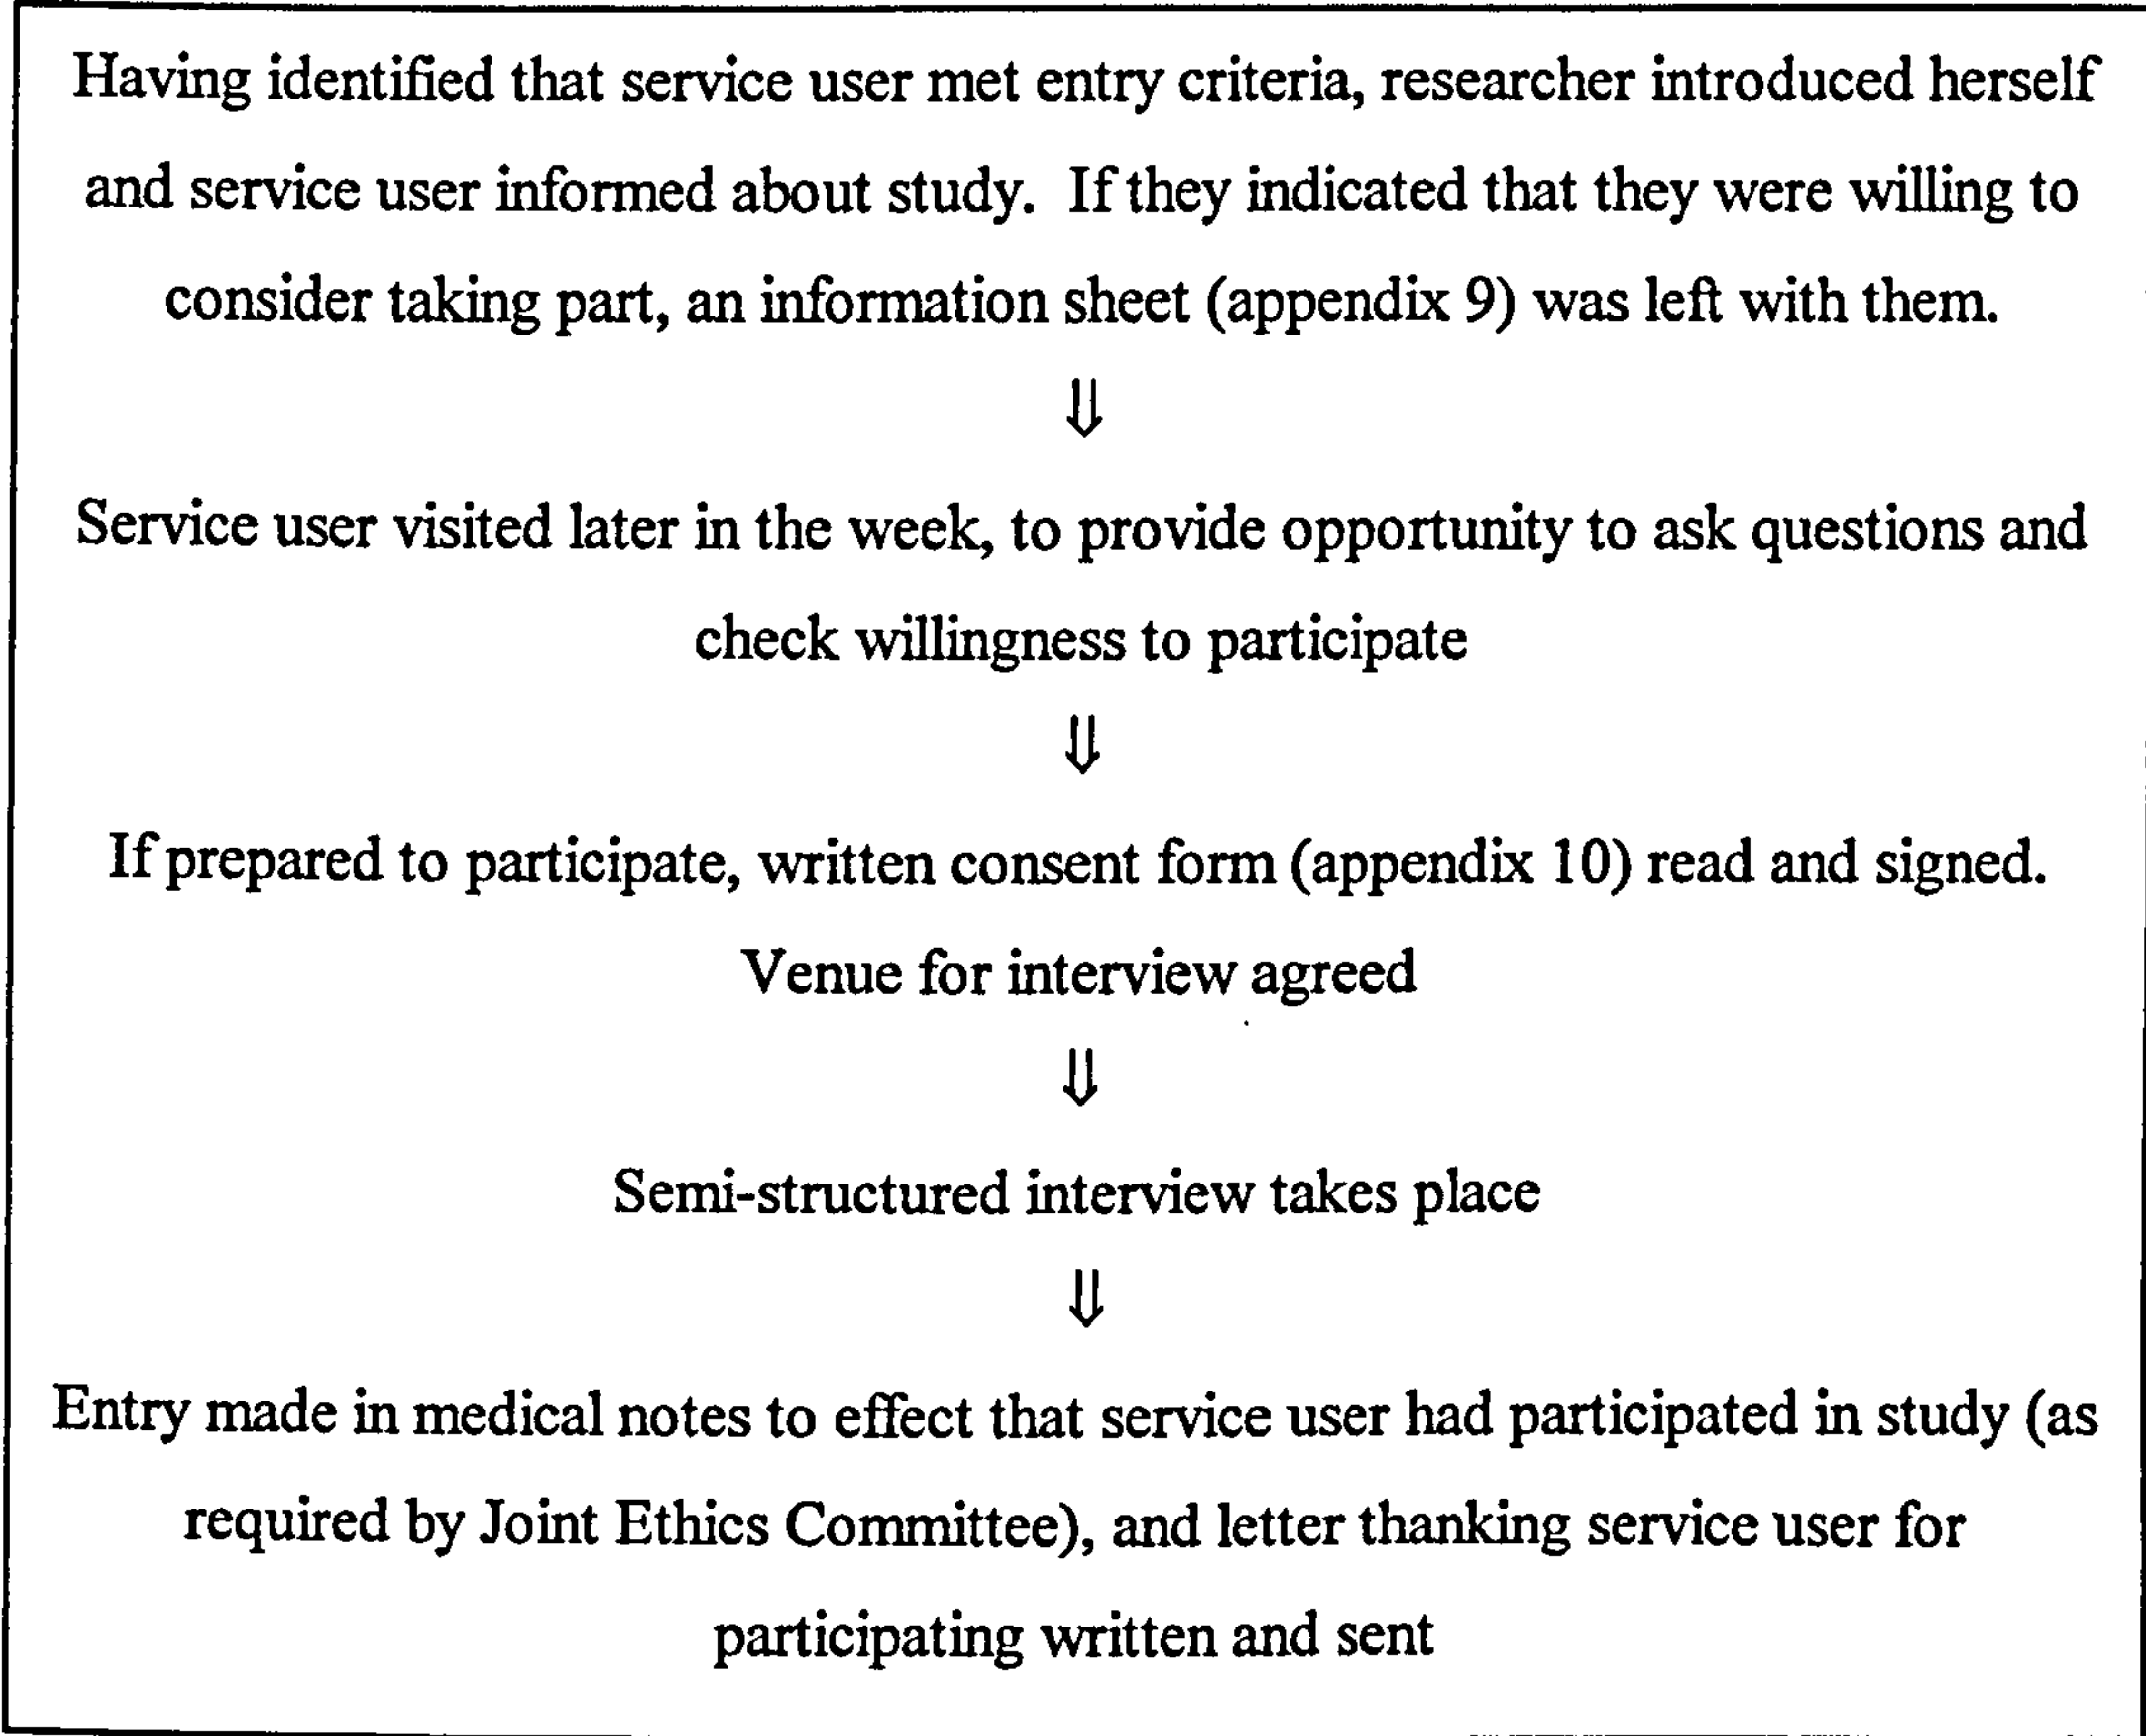 Having identified that service user met entry criteria, researcher introduced herself
and service user informed about study. If they indicated that they were willing to
consider taking part, an information sheet (appendix 9) was left with them.
⇓
Service user visited later in the week, to provide opportunity to ask questions and
check willingness to participate
⇓
If prepared to participate, written consent form (appendix 10) read and signed.
Venue for interview agreed
⇓
Semi-structured interview takes place
⇓
Entry made in medical notes to effect that service user had participated in study (as
required by Joint Ethics Committee), and letter thanking service user for
participating written and sent